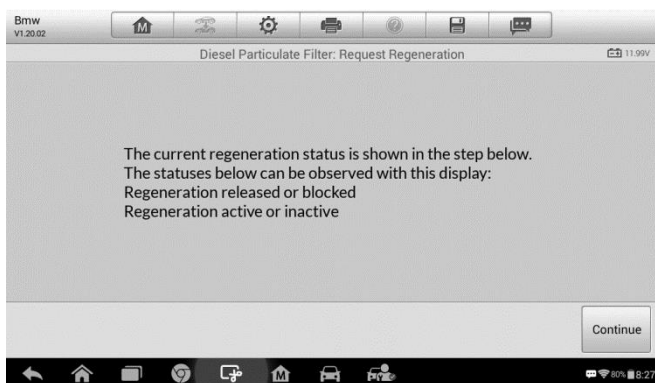 Bmw
V1.20.02
M
Diesel Particulate Filter: Request Regeneration
11.99V
The current regeneration status is shown in the step below.
The statuses below can be observed with this display:
Regeneration released or blocked
Regeneration active or inactive
Continue
M
80% 8:27